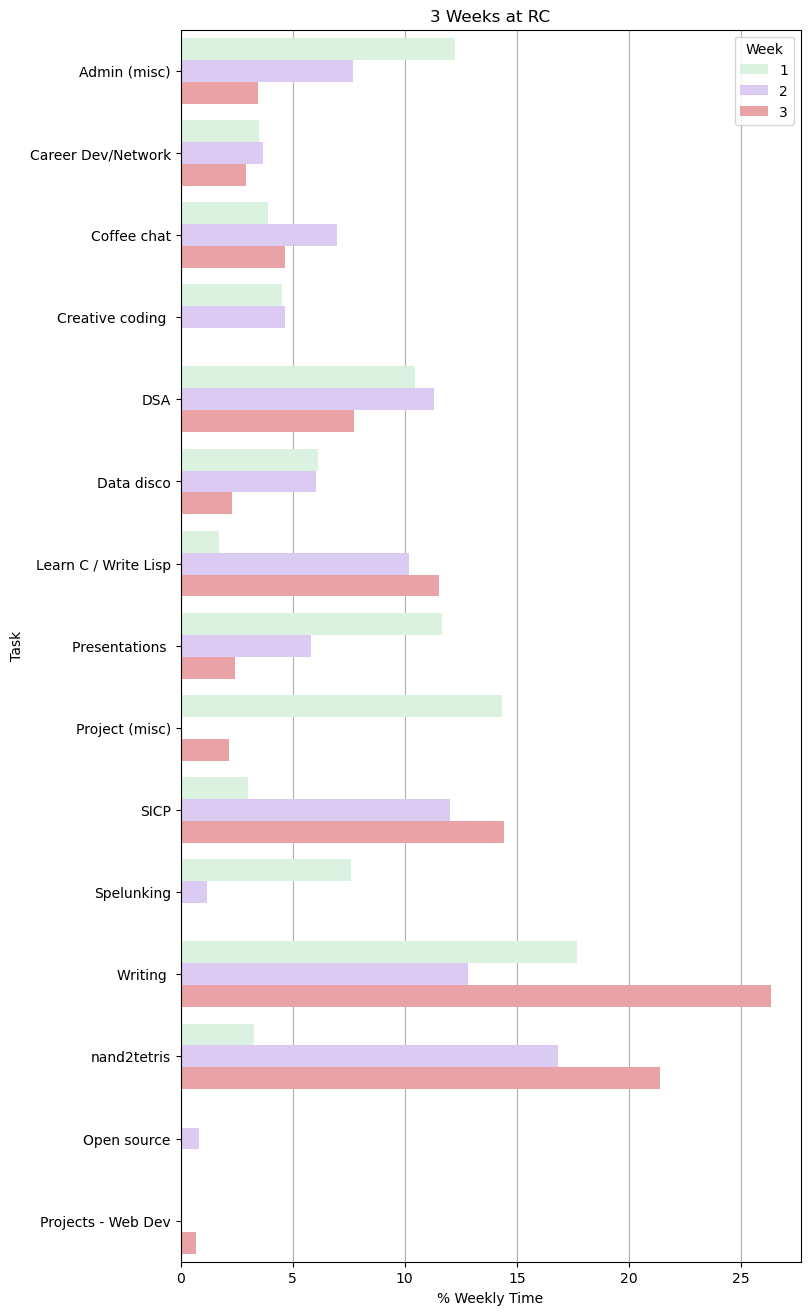 3 Weeks at RC
Week
1
2
3
Admin (misc)
Career Dev/Network
Coffee chat
Creative coding
DSA
Data disco
Learn C / Write Lisp
Presentations
Project (misc)
SICP
Spelunking
Writing
nand2tetris
Open source
Projects - Web Dev
Task
0 5 10 15 20 25
% Weekly Time